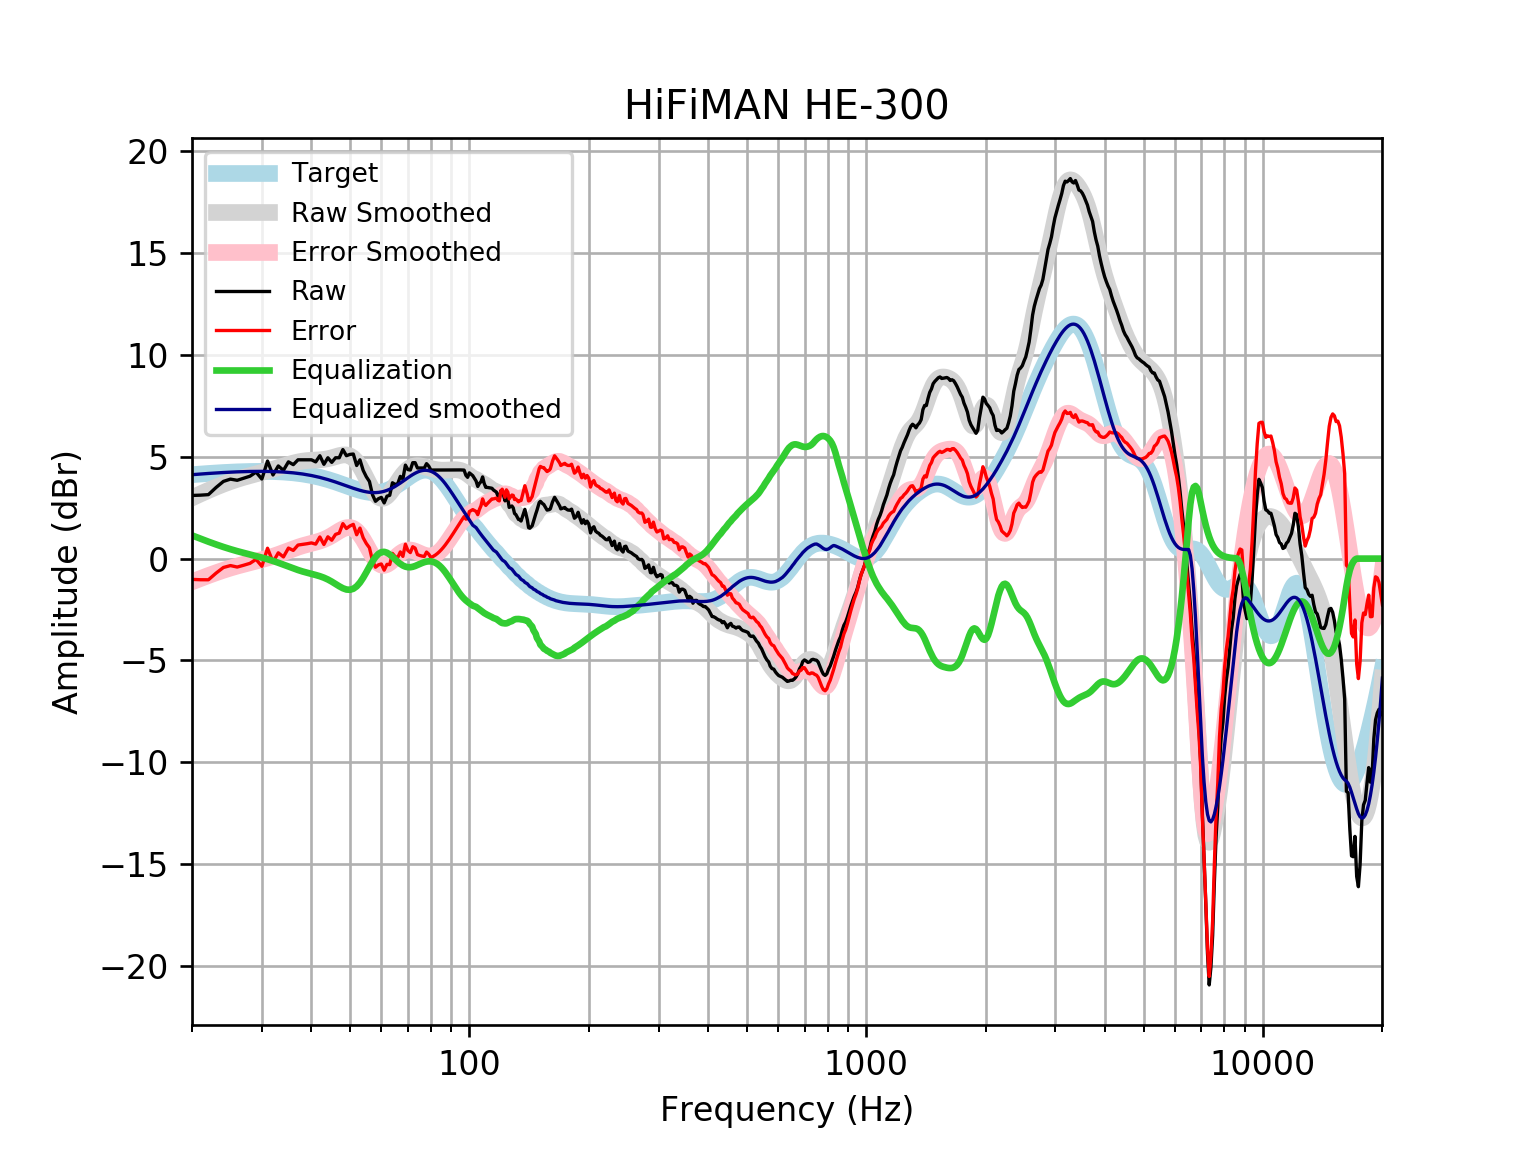 HiFiMAN HE-300
20
15
10
5
0
−5
−10
−15
−20
Amplitude (dBr)
Target
Raw Smoothed
Error Smoothed
Raw
Error
Equalization
Equalized smoothed
100
1000
10000
Frequency (Hz)